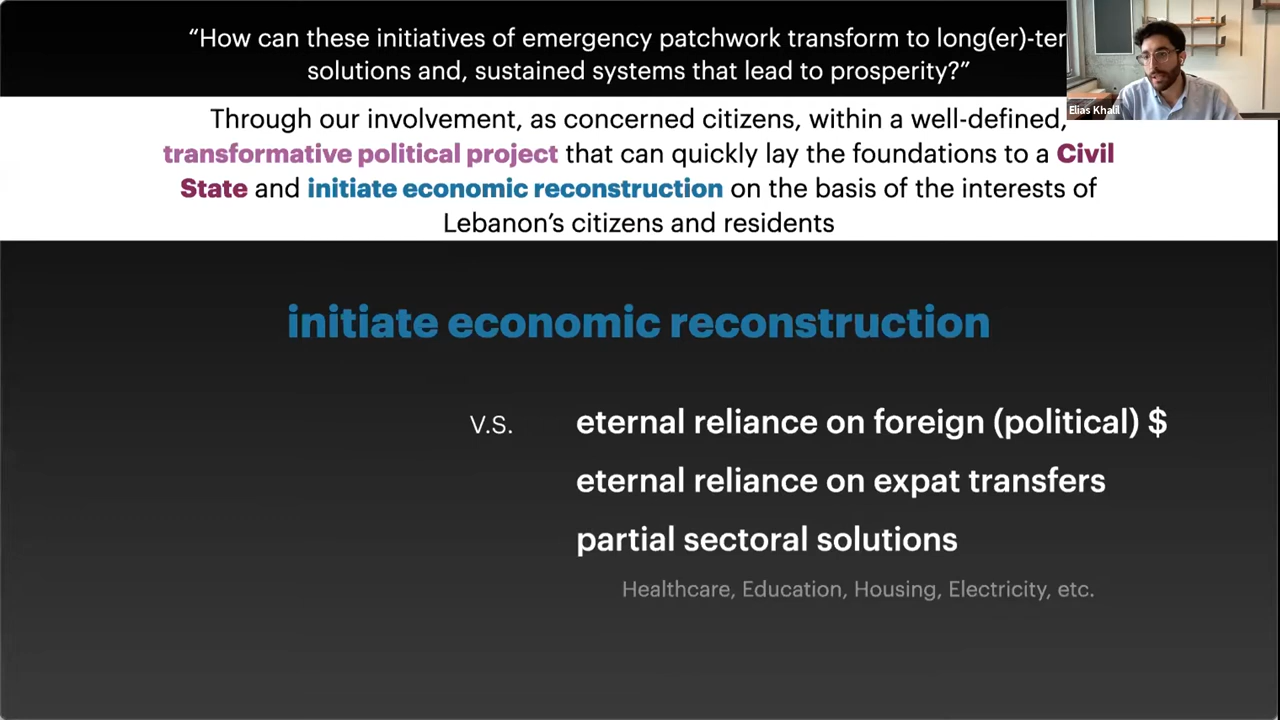 “How can these initiatives of emergency patchwork transform to long(er)-ter
solutions and, sustained systems that lead to prosperity?”
Elias Khalil
Through our involvement, as concerned citizens, within a well-defined,
transformative political project that can quickly lay the foundations to a Civil
State and initiate economic reconstruction on the basis of the interests of
Lebanon’s citizens and residents
initiate economic reconstruction
v.s. eternal reliance on foreign (political) $
eternal reliance on expat transfers
partial sectoral solutions
Healthcare, Education, Housing, Electricity, etc.